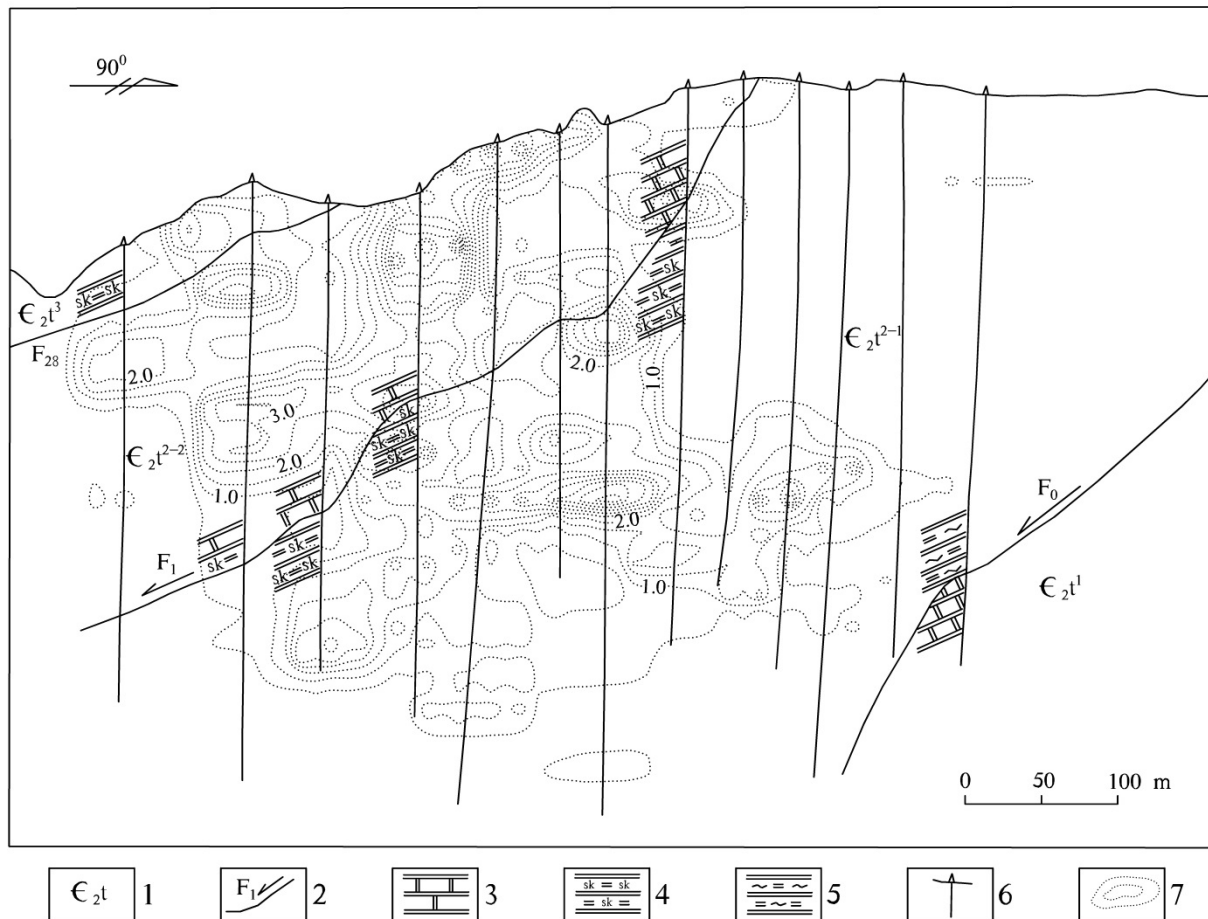 90⁰
Є₂t³
sk=sk
F₂₈
2.0
Є₂t²⁻²
3.0
2.0
1.0
sk =
F₁
= sk =
sk=sk
sk
sk=sk
=sk=
2.0
1.0
= sk
sk =
= sk
sk=sk
Є₂t²⁻¹
2.0
1.0
F₀
Є₂t¹
0 50 100 m
Є₂t 1 F₁ 2 3 sk = sk = sk = 4 5 6 7